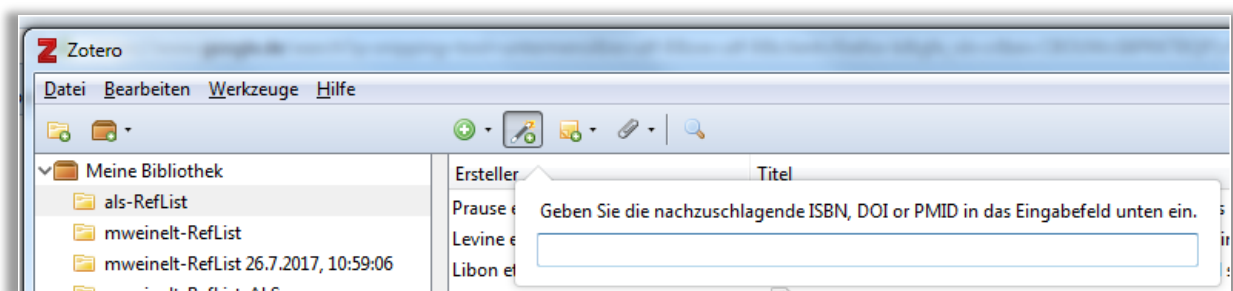 Zotero
Datei Bearbeiten Werkzeuge Hilfe
Meine Bibliothek
Ersteller Titel
als-RefList
Prause e
Geben Sie die nachzuschlagende ISBN, DOI or PMID in das Eingabefeld unten ein.
mweinelt-RefList
Levine e
mweinelt-RefList 26.7.2017, 10:59:06
Libon et